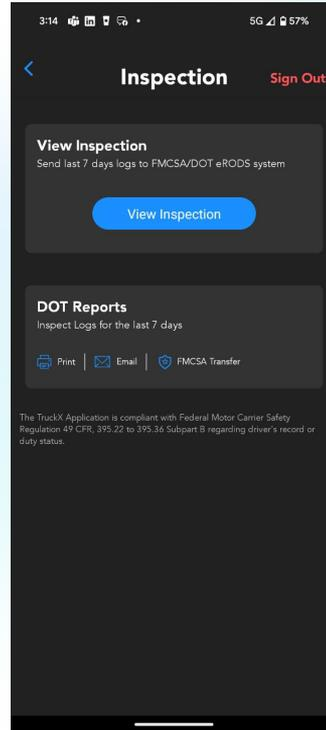 3:14
5G 57%
Inspection
Sign Out
View Inspection
Send last 7 days logs to FMCSA/DOT eRODS system
View Inspection
DOT Reports
Inspect Logs for the last 7 days
Print Email FMCSA Transfer
The TruckX Application is compliant with Federal Motor Carrier Safety
Regulation 49 CFR, 395.22 to 395.36 Subpart B regarding driver's record or
duty status.